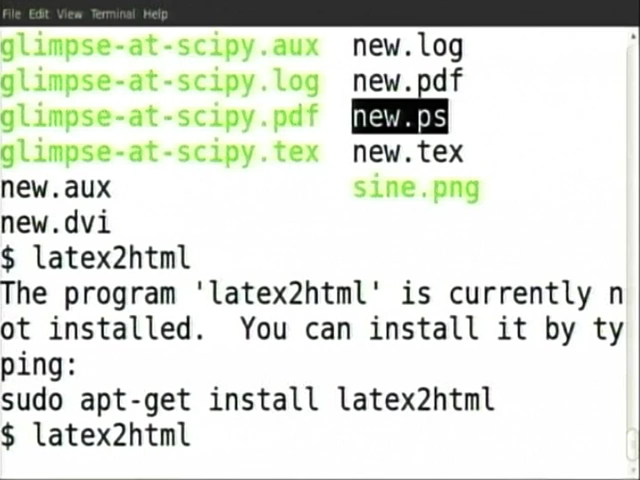 File Edit View Terminal Help
glimpse-at-scipy.aux new.log
glimpse-at-scipy.log new.pdf
glimpse-at-scipy.pdf new.ps
glimpse-at-scipy.tex new.tex
new.aux sine.png
new.dvi
$ latex2html
The program 'latex2html' is currently n
ot installed. You can install it by ty
ping:
sudo apt-get install latex2html
$ latex2html